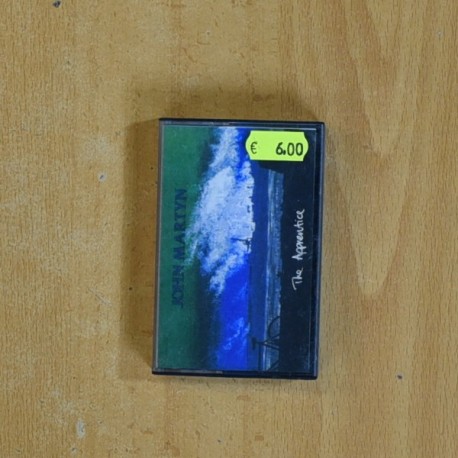 JOHN MARTYN
The Apprentice
€ 6.00